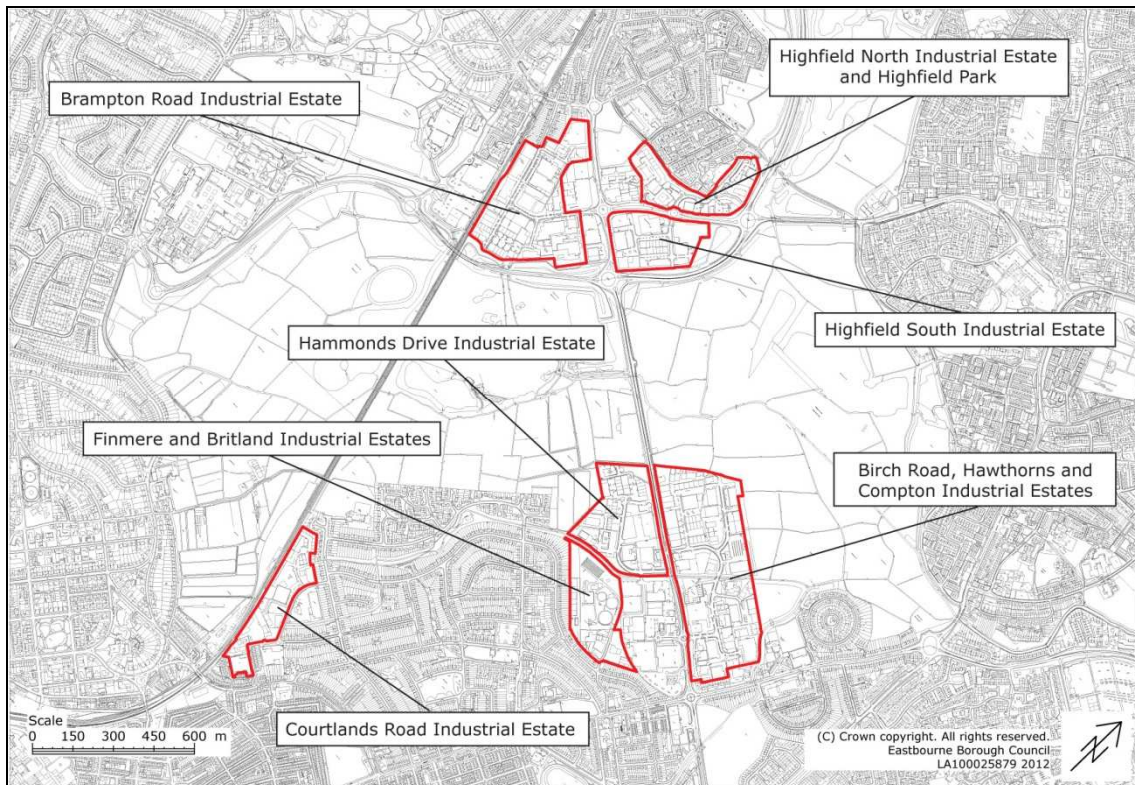 Highfield North Industrial Estate
and Highfield Park
Brampton Road Industrial Estate
Highfield South Industrial Estate
Hammonds Drive Industrial Estate
Finmere and Britland Industrial Estates
Birch Road, Hawthorns and
Compton Industrial Estates
Courtlands Road Industrial Estate
Scale
0 150 300 450 600 m
(C) Crown copyright. All rights reserved.
Eastbourne Borough Council
LA100025879 2012
N